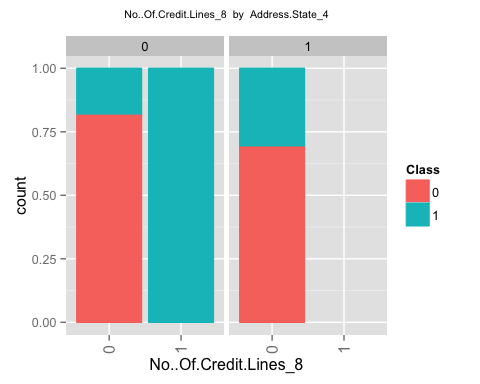 No..Of.Credit.Lines_8 by Address.State_4
0 1
1.00
0.75
0.50
0.25
0.00
count
0 1 0 1
No..Of.Credit.Lines_8
Class
0
1